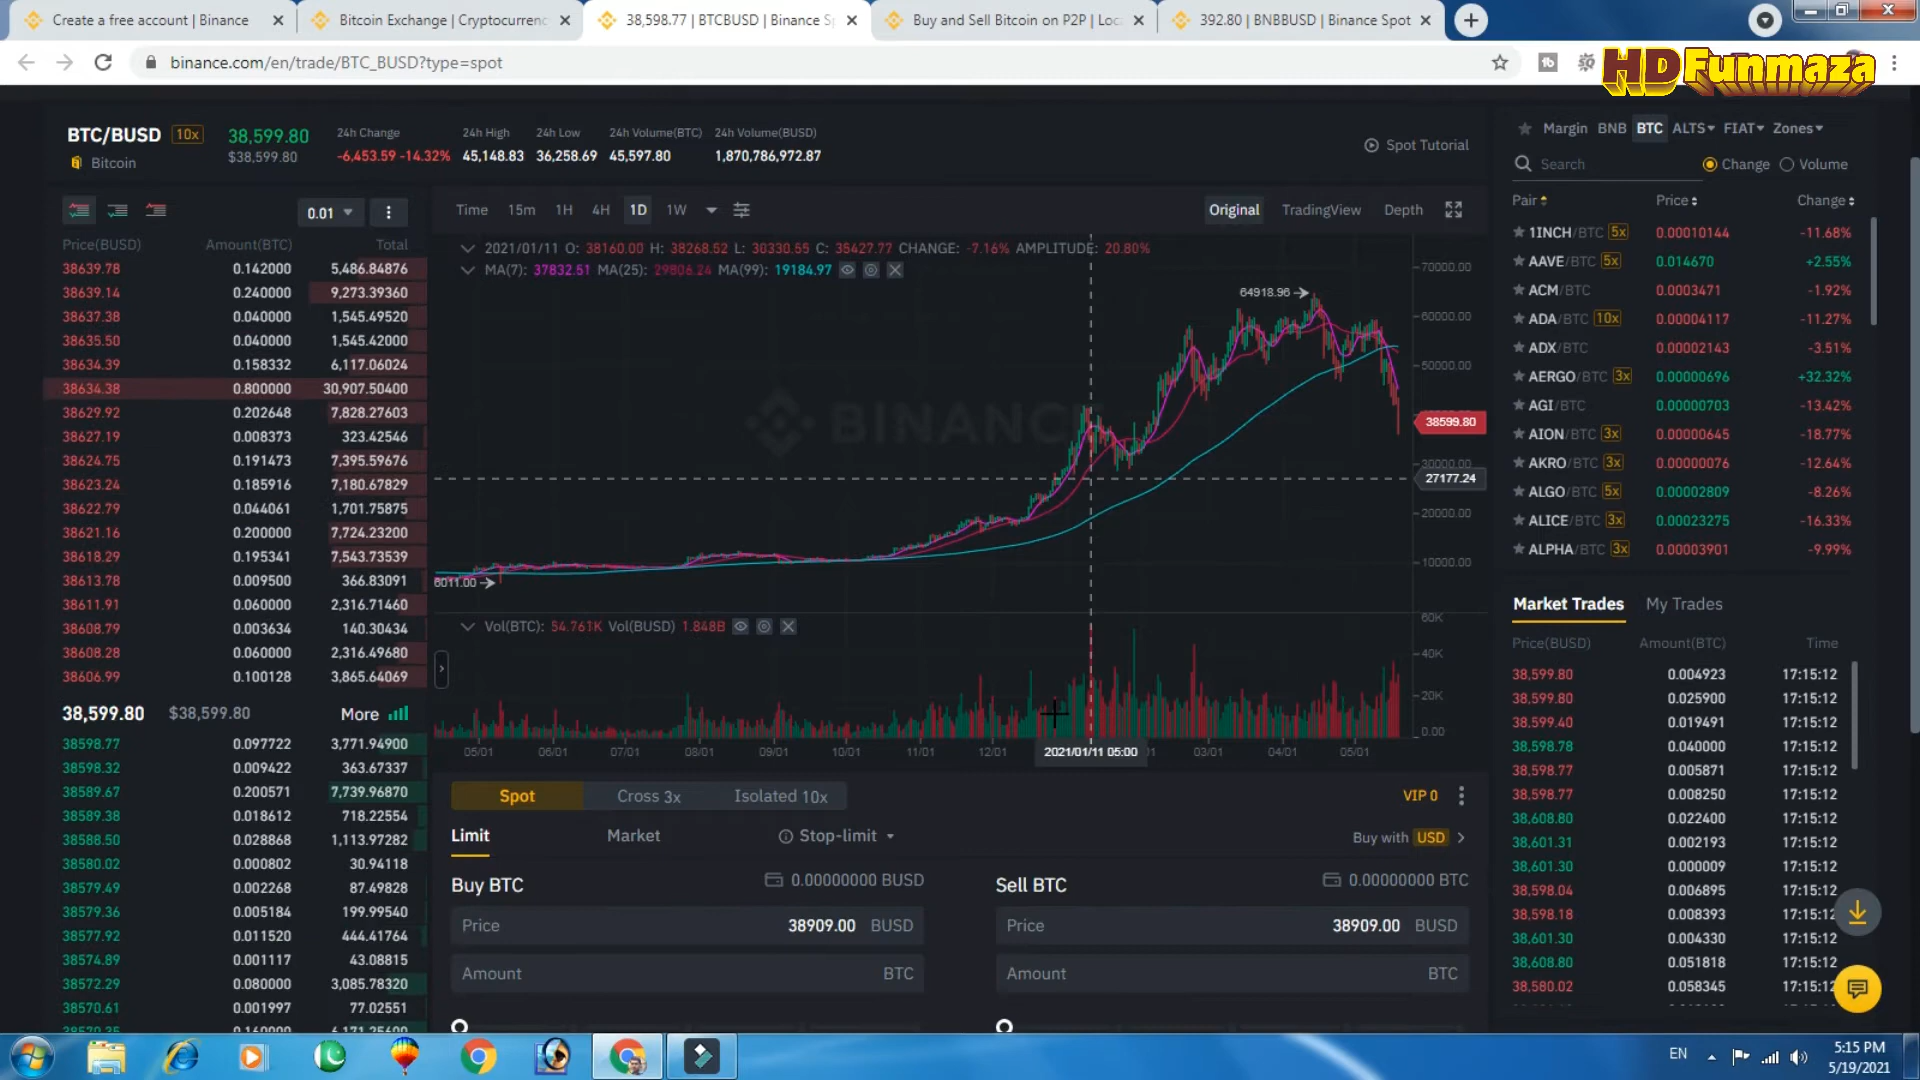 Create a free account | Binance
Bitcoin Exchange | Cryptocurrenc
38,598.77 | BTCBUSD | Binance Sp
Buy and Sell Bitcoin on P2P | Loca
392.80 | BNBBUSD | Binance Spot
binance.com/en/trade/BTC_BUSD?type=spot
HD Funmaza
BTC/BUSD 10x 38,599.80 24h Change 24h High 24h Low 24h Volume(BTC) 24h Volume(BUSD)
Bitcoin $38,599.80 -6,453.59 -14.32% 45,148.83 36,258.69 45,597.80 1,870,786,972.87
Spot Tutorial
Margin BNB BTC ALTS FIAT Zones
Search Change Volume
0.01
Time 15m 1H 4H 1D 1W Original TradingView Depth
Pair Price Change
Price(BUSD) Amount(BTC) Total
38639.78 0.142000 5,486.84876
38639.14 0.240000 9,273.39360
38637.38 0.040000 1,545.49520
38635.50 0.040000 1,545.42000
38634.39 0.158332 6,117.06024
38634.38 0.800000 30,907.50400
38629.92 0.202648 7,828.27603
38627.19 0.008373 323.42546
38624.75 0.191473 7,395.59676
38623.24 0.185916 7,180.67829
38622.79 0.044061 1,701.75875
38621.16 0.200000 7,724.23200
38618.29 0.195341 7,543.73539
38613.78 0.009500 366.83091
38611.91 0.060000 2,316.71460
38608.79 0.003634 140.30434
38608.28 0.060000 2,316.49680
38606.99 0.100128 3,865.64069
38,599.80 $38,599.80 More
38598.77 0.097722 3,771.94900
38598.32 0.009422 363.67337
38589.67 0.200571 7,739.96870
38589.38 0.018612 718.22554
38588.50 0.028868 1,113.97282
38580.02 0.000802 30.94118
38579.49 0.002268 87.49828
38579.36 0.005184 199.99540
38577.92 0.011520 444.41764
38574.89 0.001117 43.08815
38572.29 0.080000 3,085.78320
38570.61 0.001997 77.02551
38570.35 0.160000 6,171.25600
2021/01/11 O: 38160.00 H: 38268.52 L: 30330.55 C: 35427.77 CHANGE: -7.16% AMPLITUDE: 20.80%
MA(7): 37832.51 MA(25): 29806.24 MA(99): 19184.97
70000.00
64918.96
60000.00
50000.00
BINANCE
38599.80
30000.00
27177.24
20000.00
10000.00
6011.00
Vol(BTC): 54.761K Vol(BUSD) 1.848B
60K
40K
20K
0.00
05/01 06/01 07/01 08/01 09/01 10/01 11/01 12/01 2021/01/11 05:00 03/01 04/01 05/01
Spot Cross 3x Isolated 10x VIP 0
Limit Market Stop-limit Buy with USD
Buy BTC 0.00000000 BUSD Sell BTC 0.00000000 BTC
Price 38909.00 BUSD Price 38909.00 BUSD
Amount BTC Amount BTC
1INCH/BTC 5x 0.00010144 -11.68%
AAVE/BTC 5x 0.014670 +2.55%
ACM/BTC 0.0003471 -1.92%
ADA/BTC 10x 0.00004117 -11.27%
ADX/BTC 0.00002143 -3.51%
AERGO/BTC 3x 0.00000696 +32.32%
AGI/BTC 0.00000703 -13.42%
AION/BTC 3x 0.00000645 -18.77%
AKRO/BTC 3x 0.00000076 -12.64%
ALGO/BTC 5x 0.00002809 -8.26%
ALICE/BTC 3x 0.00023275 -16.33%
ALPHA/BTC 3x 0.00003901 -9.99%
Market Trades My Trades
Price(BUSD) Amount(BTC) Time
38,599.80 0.004923 17:15:12
38,599.80 0.025900 17:15:12
38,599.40 0.019491 17:15:12
38,598.78 0.040000 17:15:12
38,598.77 0.005871 17:15:12
38,598.77 0.008250 17:15:12
38,608.80 0.022400 17:15:12
38,601.31 0.002193 17:15:12
38,601.30 0.000009 17:15:12
38,598.04 0.006895 17:15:12
38,598.18 0.008393 17:15:12
38,601.30 0.004330 17:15:12
38,608.80 0.051818 17:15:12
38,580.02 0.058345 17:15:12
EN
5:15 PM
5/19/2021